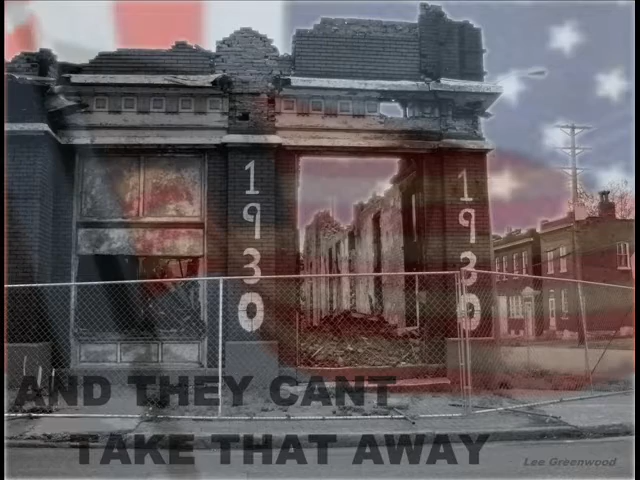 1930
1930
AND THEY CANT
TAKE THAT AWAY
Lee Greenwood